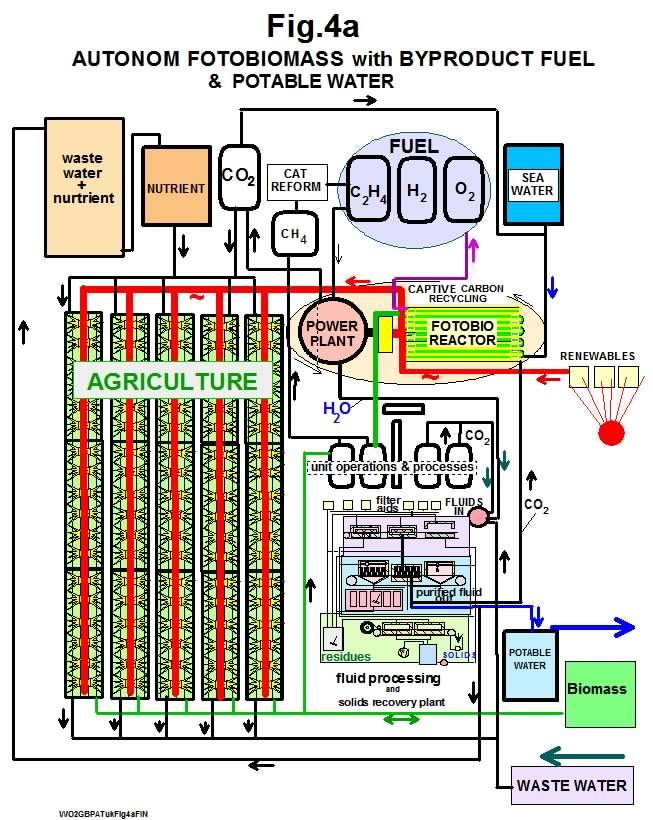 Fig.4a
AUTONOM FOTOBIOMASS with BYPRODUCT FUEL
& POTABLE WATER
waste
water
+
nurtrient
NUTRIENT
CO2
CAT
REFORM
CH4
FUEL
C2H4
H2
O2
SEA
WATER
~
CAPTIVE CARBON
RECYCLING
POWER
PLANT
FOTOBIO
REACTOR
~
RENEWABLES
AGRICULTURE
H2O
CO2
unit operations & processes
filter
aids
FLUIDS
IN
CO2
purified fluid
out
residues
SOLIDS
fluid processing
and
solids recovery plant
POTABLE
WATER
Biomass
WASTE WATER
WO2GBPATukFig4aFIN